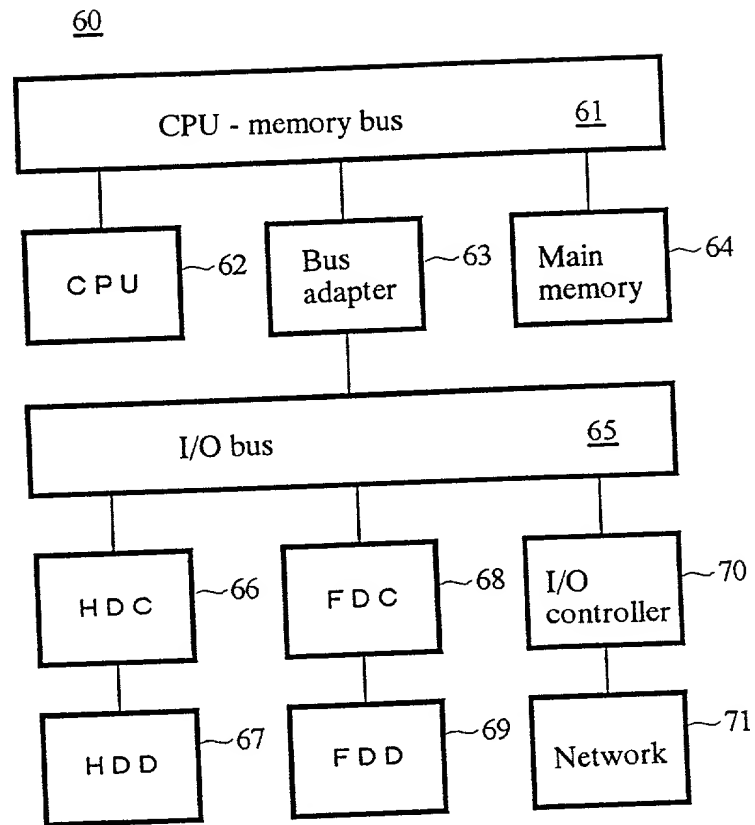 60
CPU - memory bus 61
CPU 62
Bus adapter 63
Main memory 64
I/O bus 65
HDC 66
FDC 68
I/O controller 70
HDD 67
FDD 69
Network 71